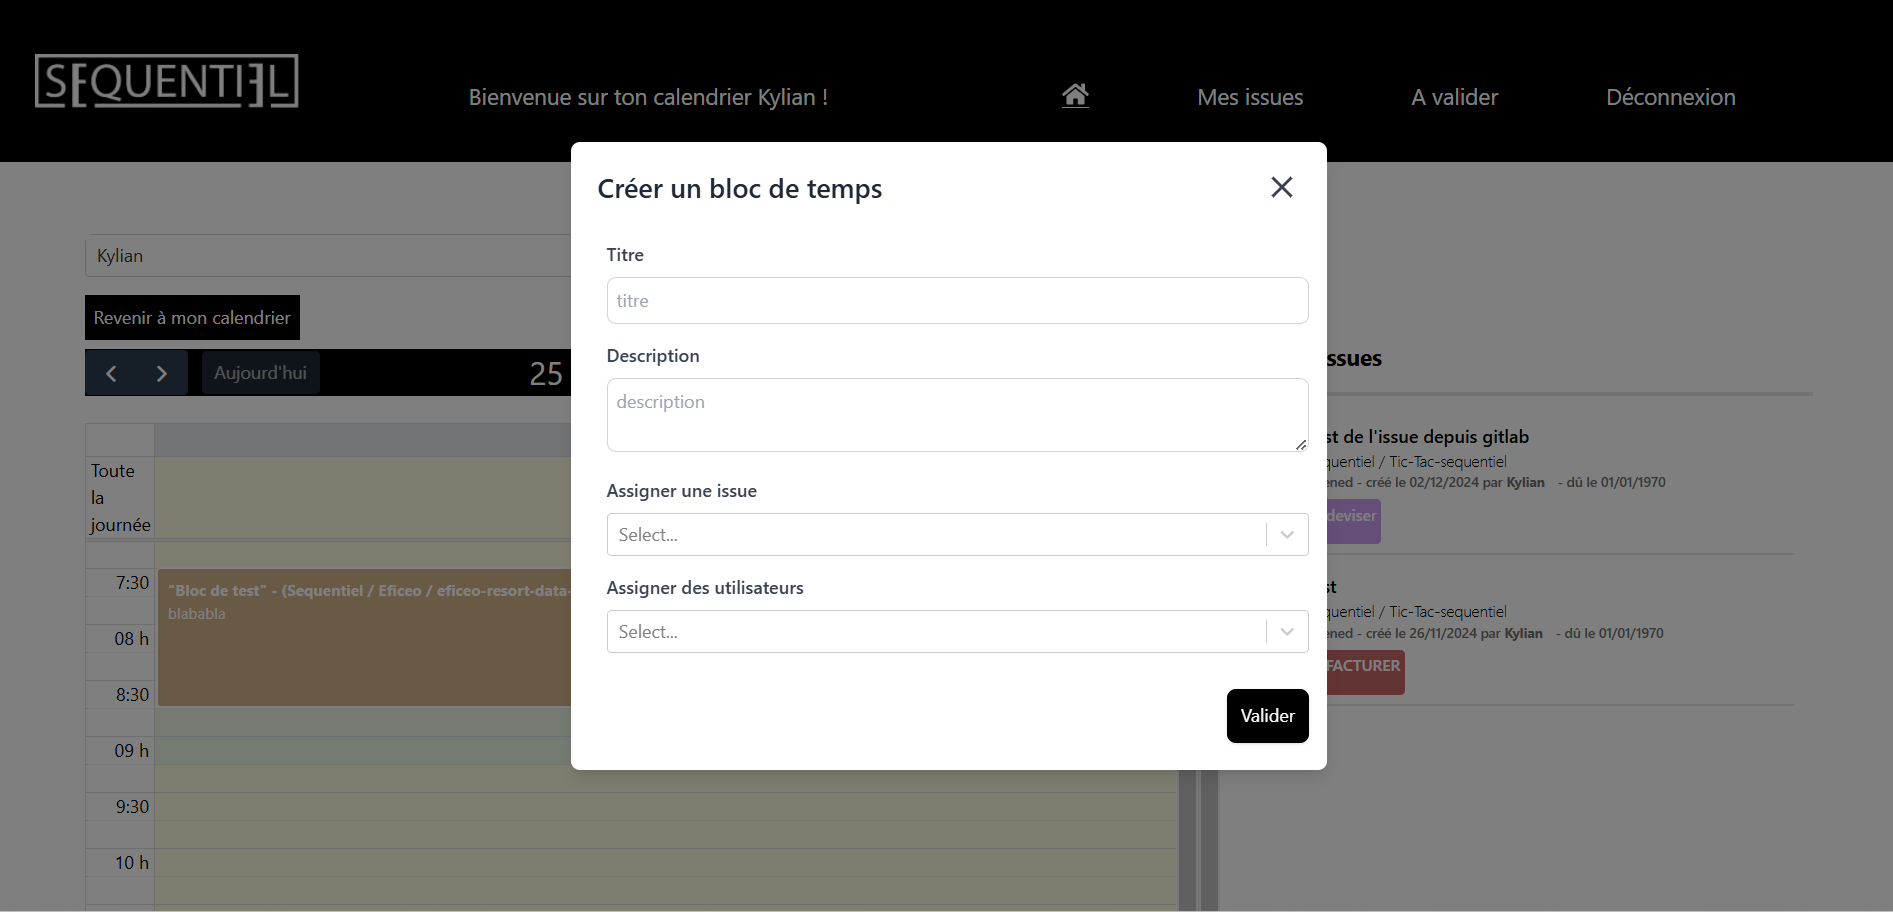 SEQUENTIEL
Bienvenue sur ton calendrier Kylian !
Mes issues
A valider
Déconnexion
Créer un bloc de temps
Titre
titre
Description
description
Assigner une issue
Select...
Assigner des utilisateurs
Select...
Valider
Kylian
Revenir à mon calendrier
Aujourd'hui
25
Toute
la
journée
7:30
"Bloc de test" - (Sequentiel / Eficeo / eficeo-resort-data-
blababla
08 h
8:30
09 h
9:30
10 h
ssues
st de l'issue depuis gitlab
quentiel / Tic-Tac-sequentiel
ened - créé le 02/12/2024 par Kylian - dû le 01/01/1970
deviser
st
quentiel / Tic-Tac-sequentiel
ened - créé le 26/11/2024 par Kylian - dû le 01/01/1970
FACTURER